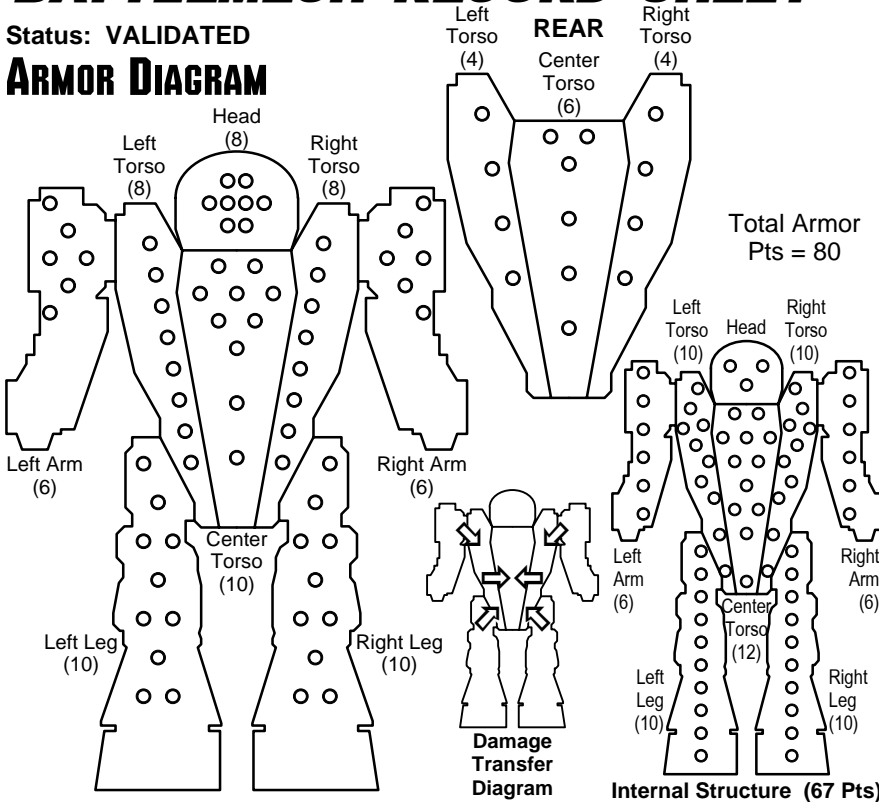 BATTLEMECH RECORD SHEET
Status: VALIDATED
ARMOR DIAGRAM
Head
(8)
Left
Torso
(8)
Right
Torso
(8)
Left Arm
(6)
Right Arm
(6)
Center
Torso
(10)
Left Leg
(10)
Right Leg
(10)
REAR
Left
Torso
(4)
Center
Torso
(6)
Right
Torso
(4)
Total Armor
Pts = 80
Left
Torso
(10)
Head
Right
Torso
(10)
Left
Arm
(6)
Right
Arm
(6)
Center
Torso
(12)
Left
Leg
(10)
Right
Leg
(10)
Damage
Transfer
Diagram
Internal Structure (67 Pts)